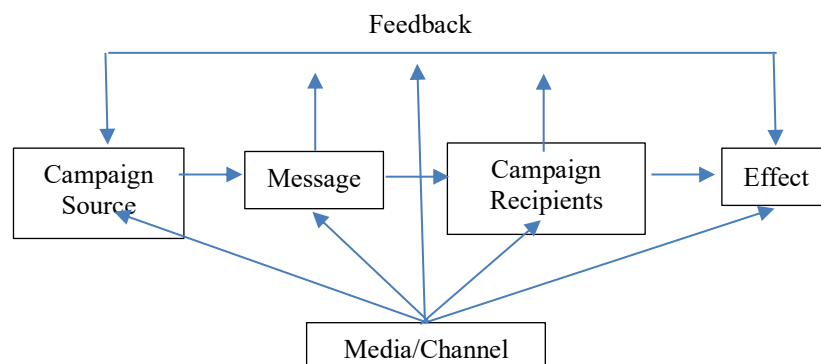 Feedback
Campaign
Source
Message
Campaign
Recipients
Effect
Media/Channel